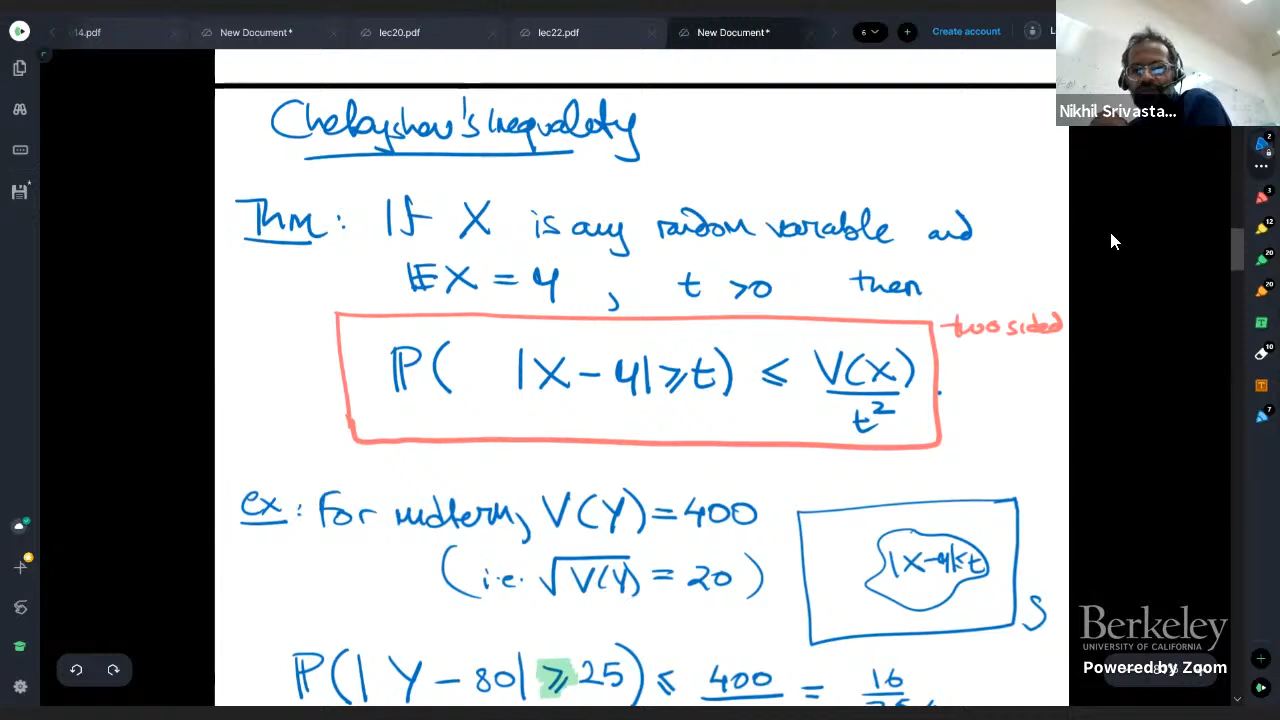 14.pdf New Document* lec20.pdf lec22.pdf New Document* 6 Create account
Nikhil Srivasta...
Chebyshev's Inequality
Thm: If X is any random variable and
EX = μ, t > 0 then
two sided
P( |X - μ| ≥ t) ≤ V(X)/t² .
ex: For midterm, V(Y) = 400
(i.e. √V(Y) = 20)
|X-μ|<t
S
P(|Y - 80| ≥ 25) ≤ 400 = 16
Berkeley
UNIVERSITY OF CALIFORNIA
Powered by Zoom